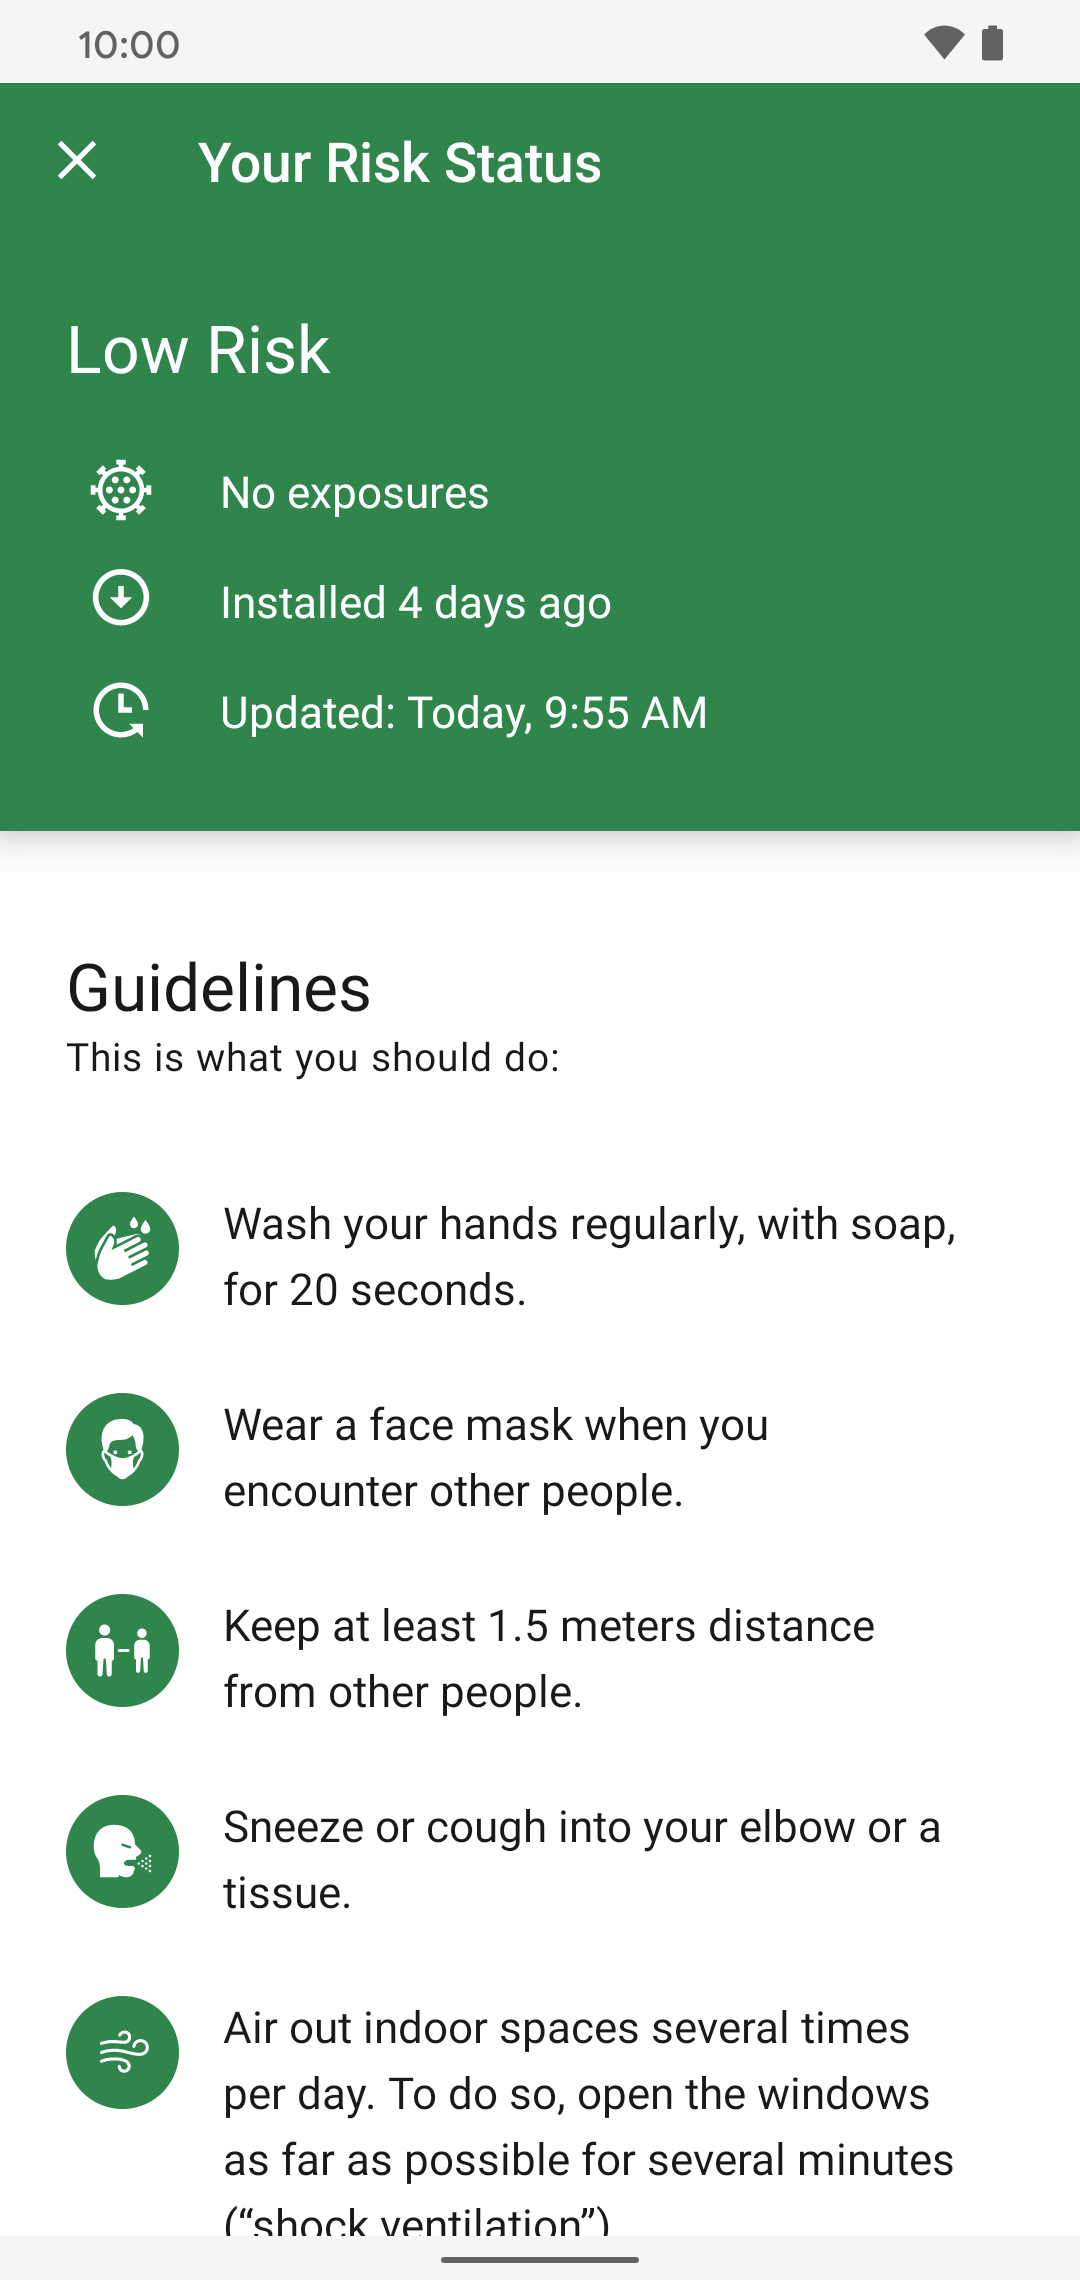 10:00
Your Risk Status
Low Risk
No exposures
Installed 4 days ago
Updated: Today, 9:55 AM
Guidelines
This is what you should do:
Wash your hands regularly, with soap,
for 20 seconds.
Wear a face mask when you
encounter other people.
Keep at least 1.5 meters distance
from other people.
Sneeze or cough into your elbow or a
tissue.
Air out indoor spaces several times
per day. To do so, open the windows
as far as possible for several minutes
(“shock ventilation”)